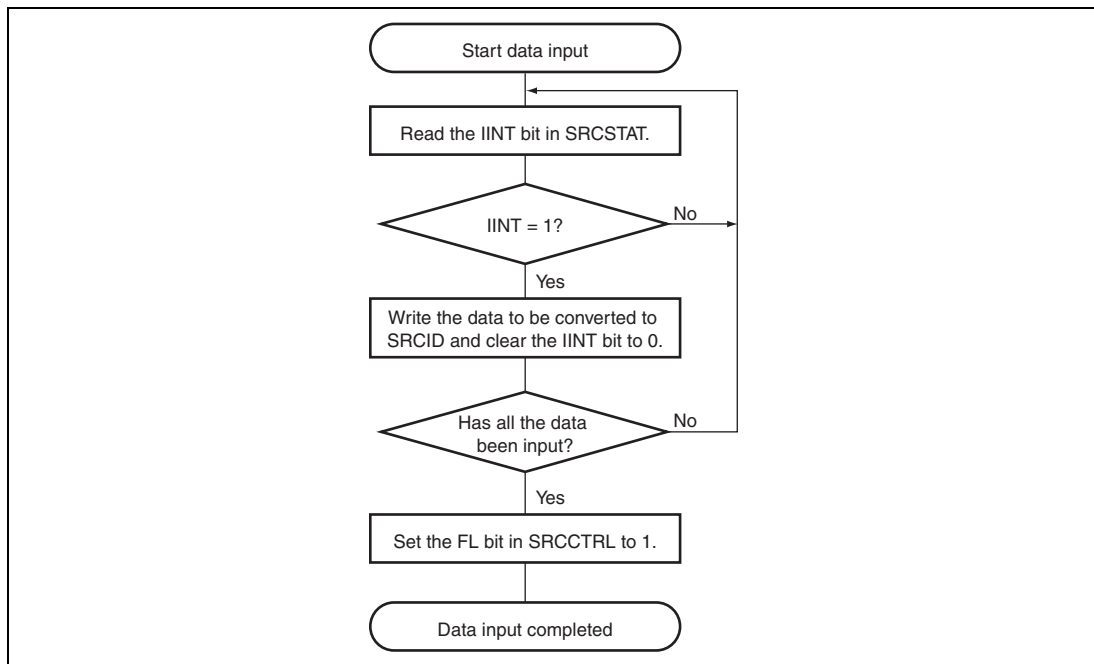 Start data input
Read the IINT bit in SRCSTAT.
IINT = 1?
No
Yes
Write the data to be converted to
SRCID and clear the IINT bit to 0.
Has all the data
been input?
No
Yes
Set the FL bit in SRCCTRL to 1.
Data input completed